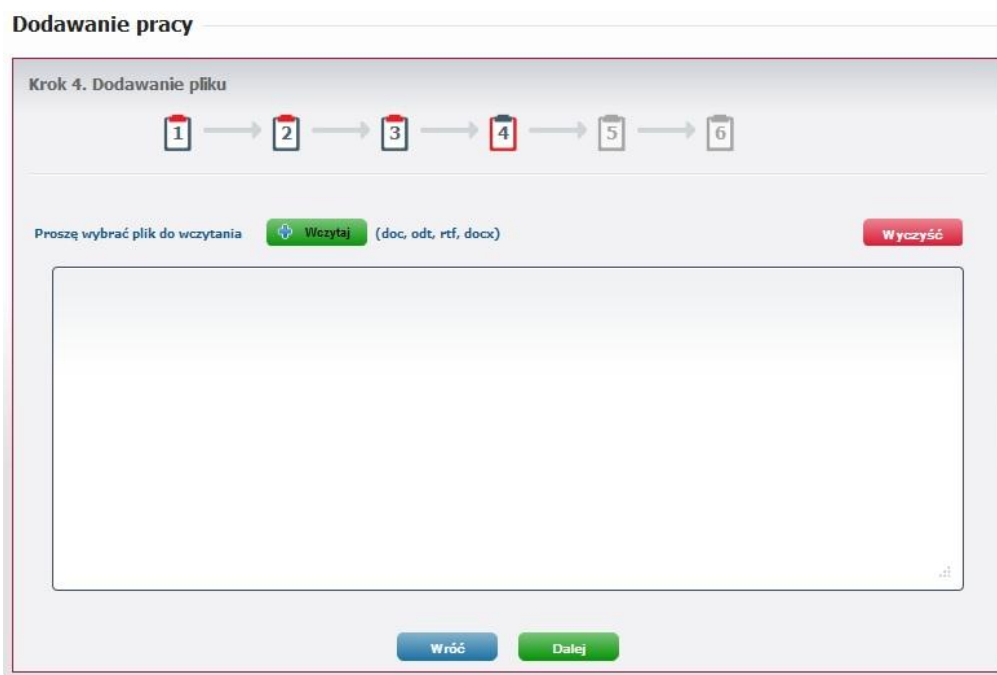 Dodawanie pracy
Krok 4. Dodawanie pliku
1 2 3 4 5 6
Proszę wybrać plik do wczytania Wczytaj (doc, odt, rtf, docx) Wyczyść
Wróć Dalej